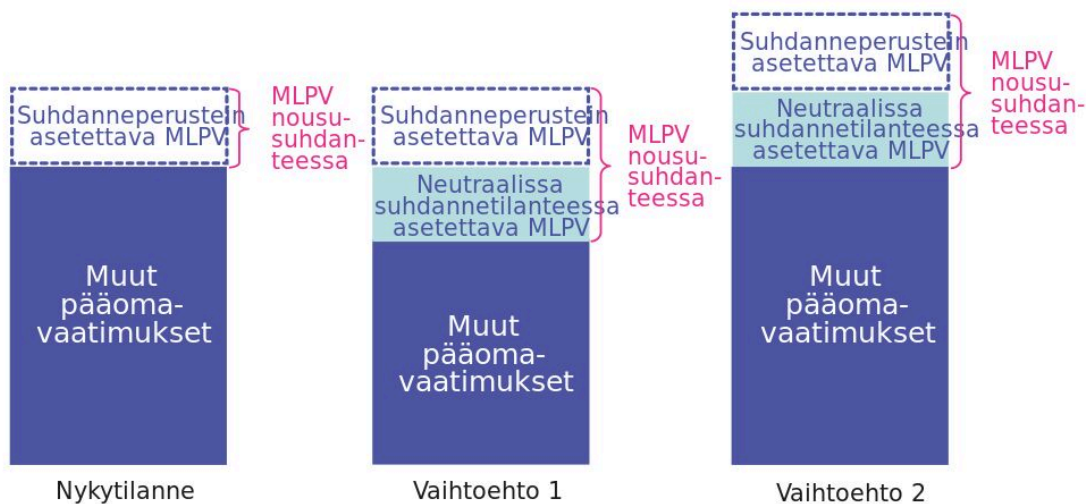 Suhdanneperustein
asetettava MLPV
MLPV
nousu-
suhdan-
teessa
Muut
pääoma-
vaatimukset
Nykytilanne
Suhdanneperustein
asetettava MLPV
Neutraalissa
suhdannetilanteessa
asetettava MLPV
MLPV
nousu-
suhdan-
teessa
Muut
pääoma-
vaatimukset
Vaihtoehto 1
Suhdanneperustein
asetettava MLPV
Neutraalissa
suhdannetilanteessa
asetettava MLPV
MLPV
nousu-
suhdan-
teessa
Muut
pääoma-
vaatimukset
Vaihtoehto 2